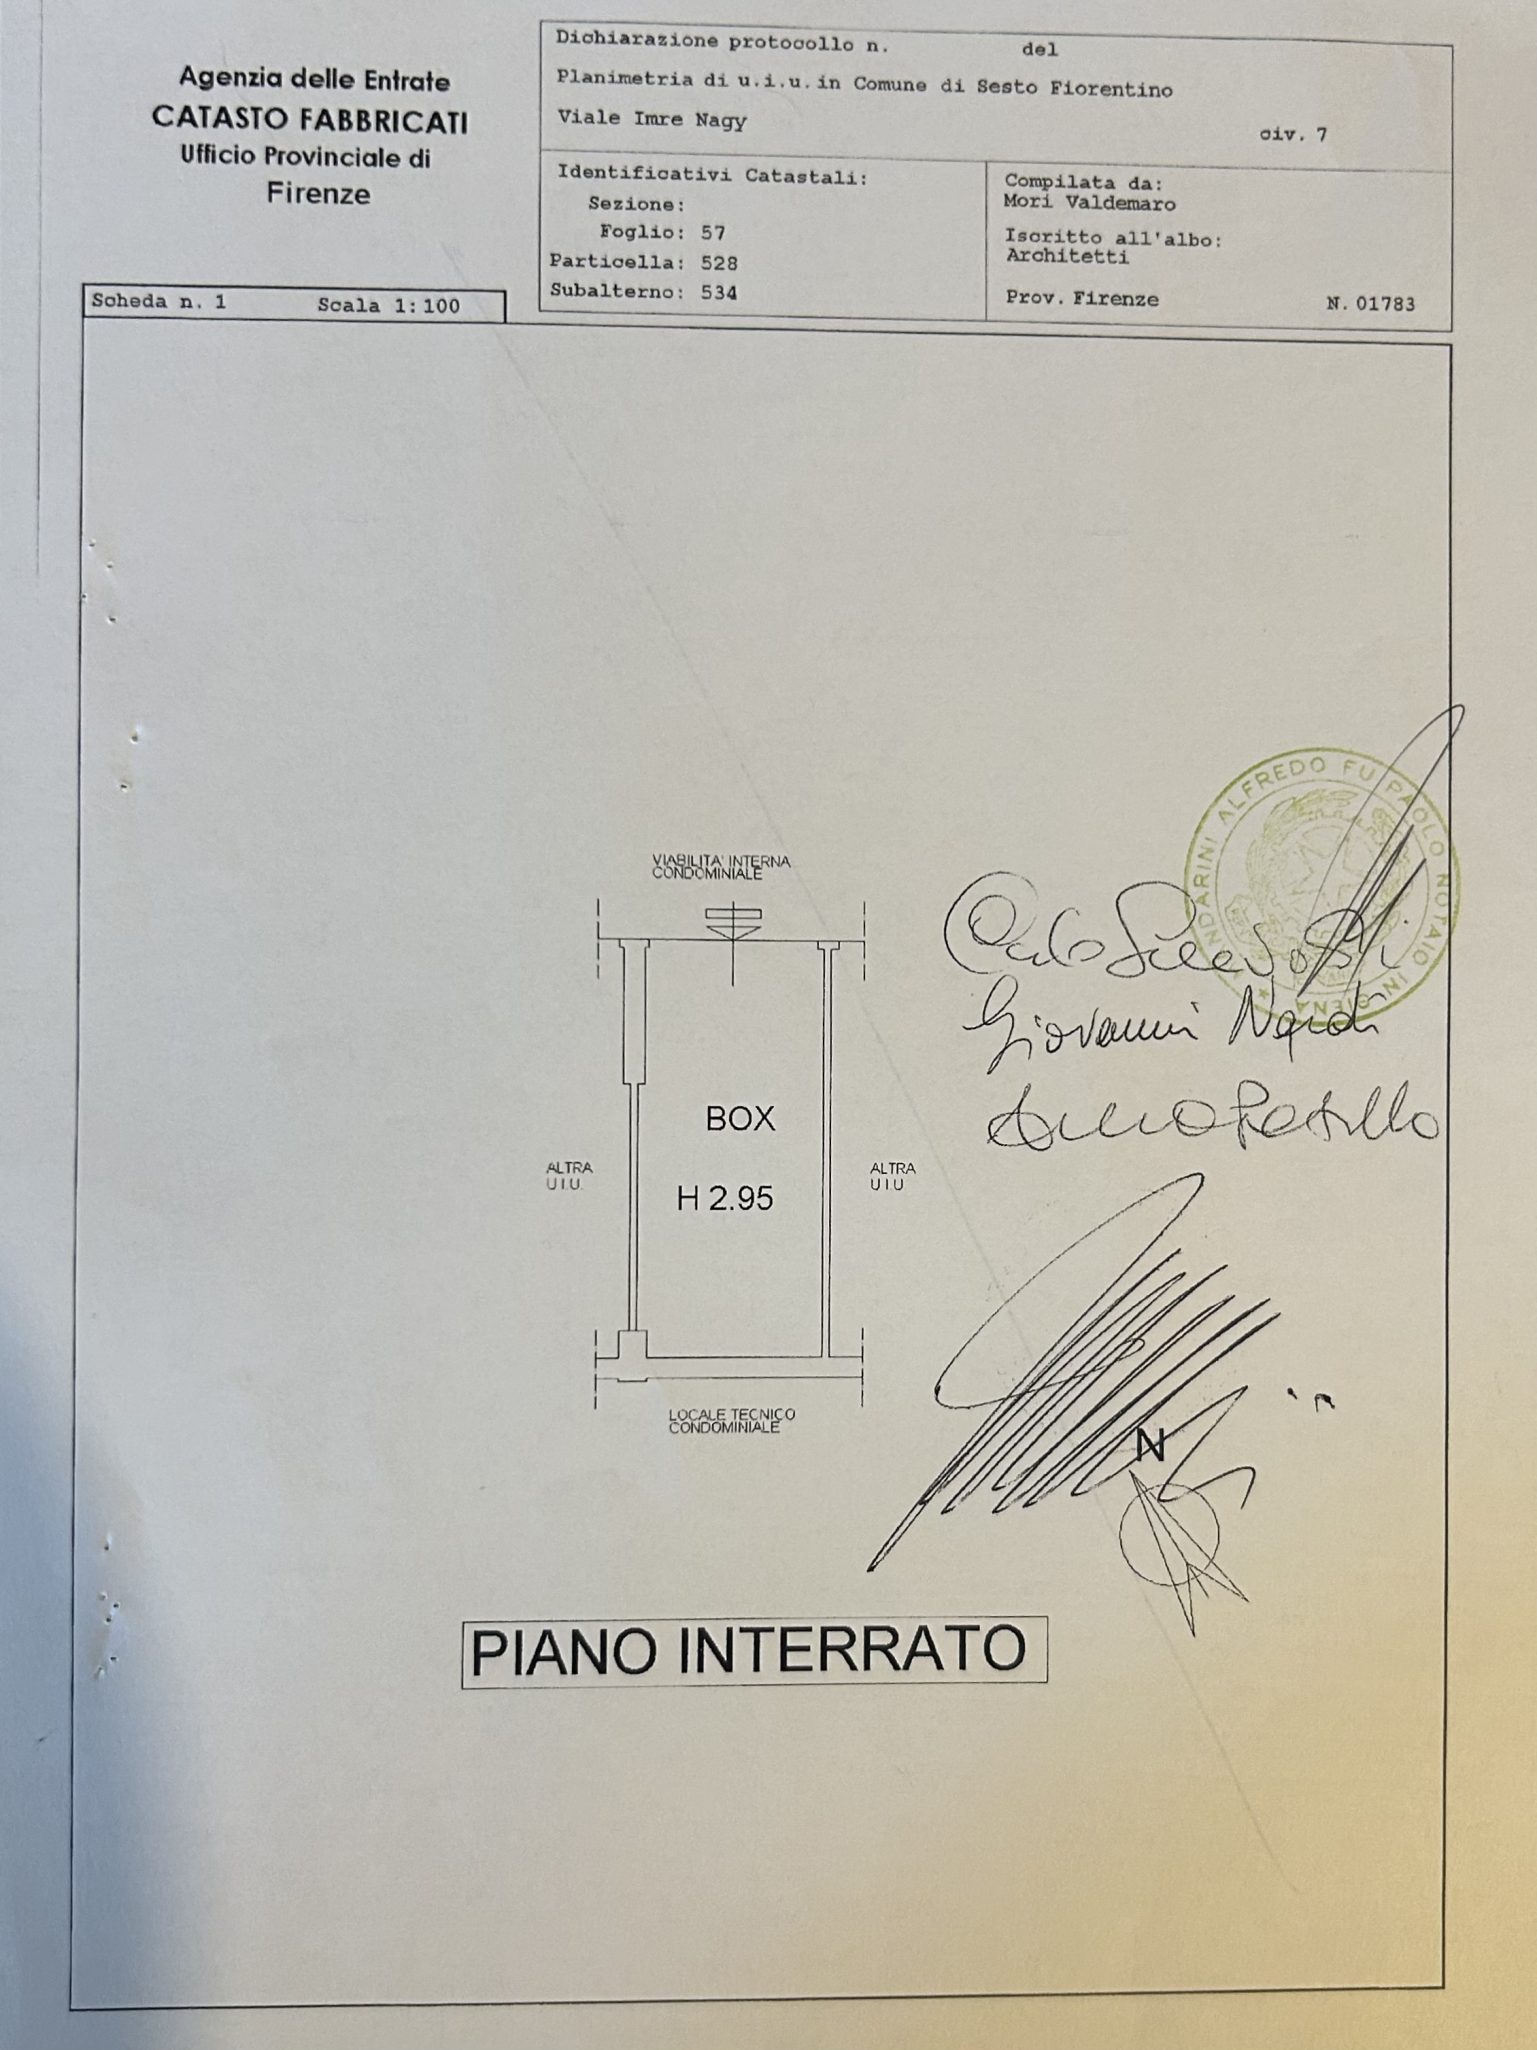 Agenzia delle Entrate
CATASTO FABBRICATI
Ufficio Provinciale di
Firenze
Dichiarazione protocollo n. del
Planimetria di u.i.u. in Comune di Sesto Fiorentino
Viale Imre Nagy civ. 7
Identificativi Catastali:
Sezione:
Foglio: 57
Particella: 528
Subalterno: 534
Compilata da:
Mori Valdemaro
Iscritto all'albo:
Architetti
Prov. Firenze N. 01783
Scheda n. 1 Scala 1:100
VIABILITA' INTERNA
CONDOMINIALE
ALFREDO FU PAOLO NOTAIO IN SIENA
Giovanni Nardi
BOX
H 2.95
ALTRA
U.I.U.
ALTRA
U.I.U
LOCALE TECNICO
CONDOMINIALE
N
PIANO INTERRATO